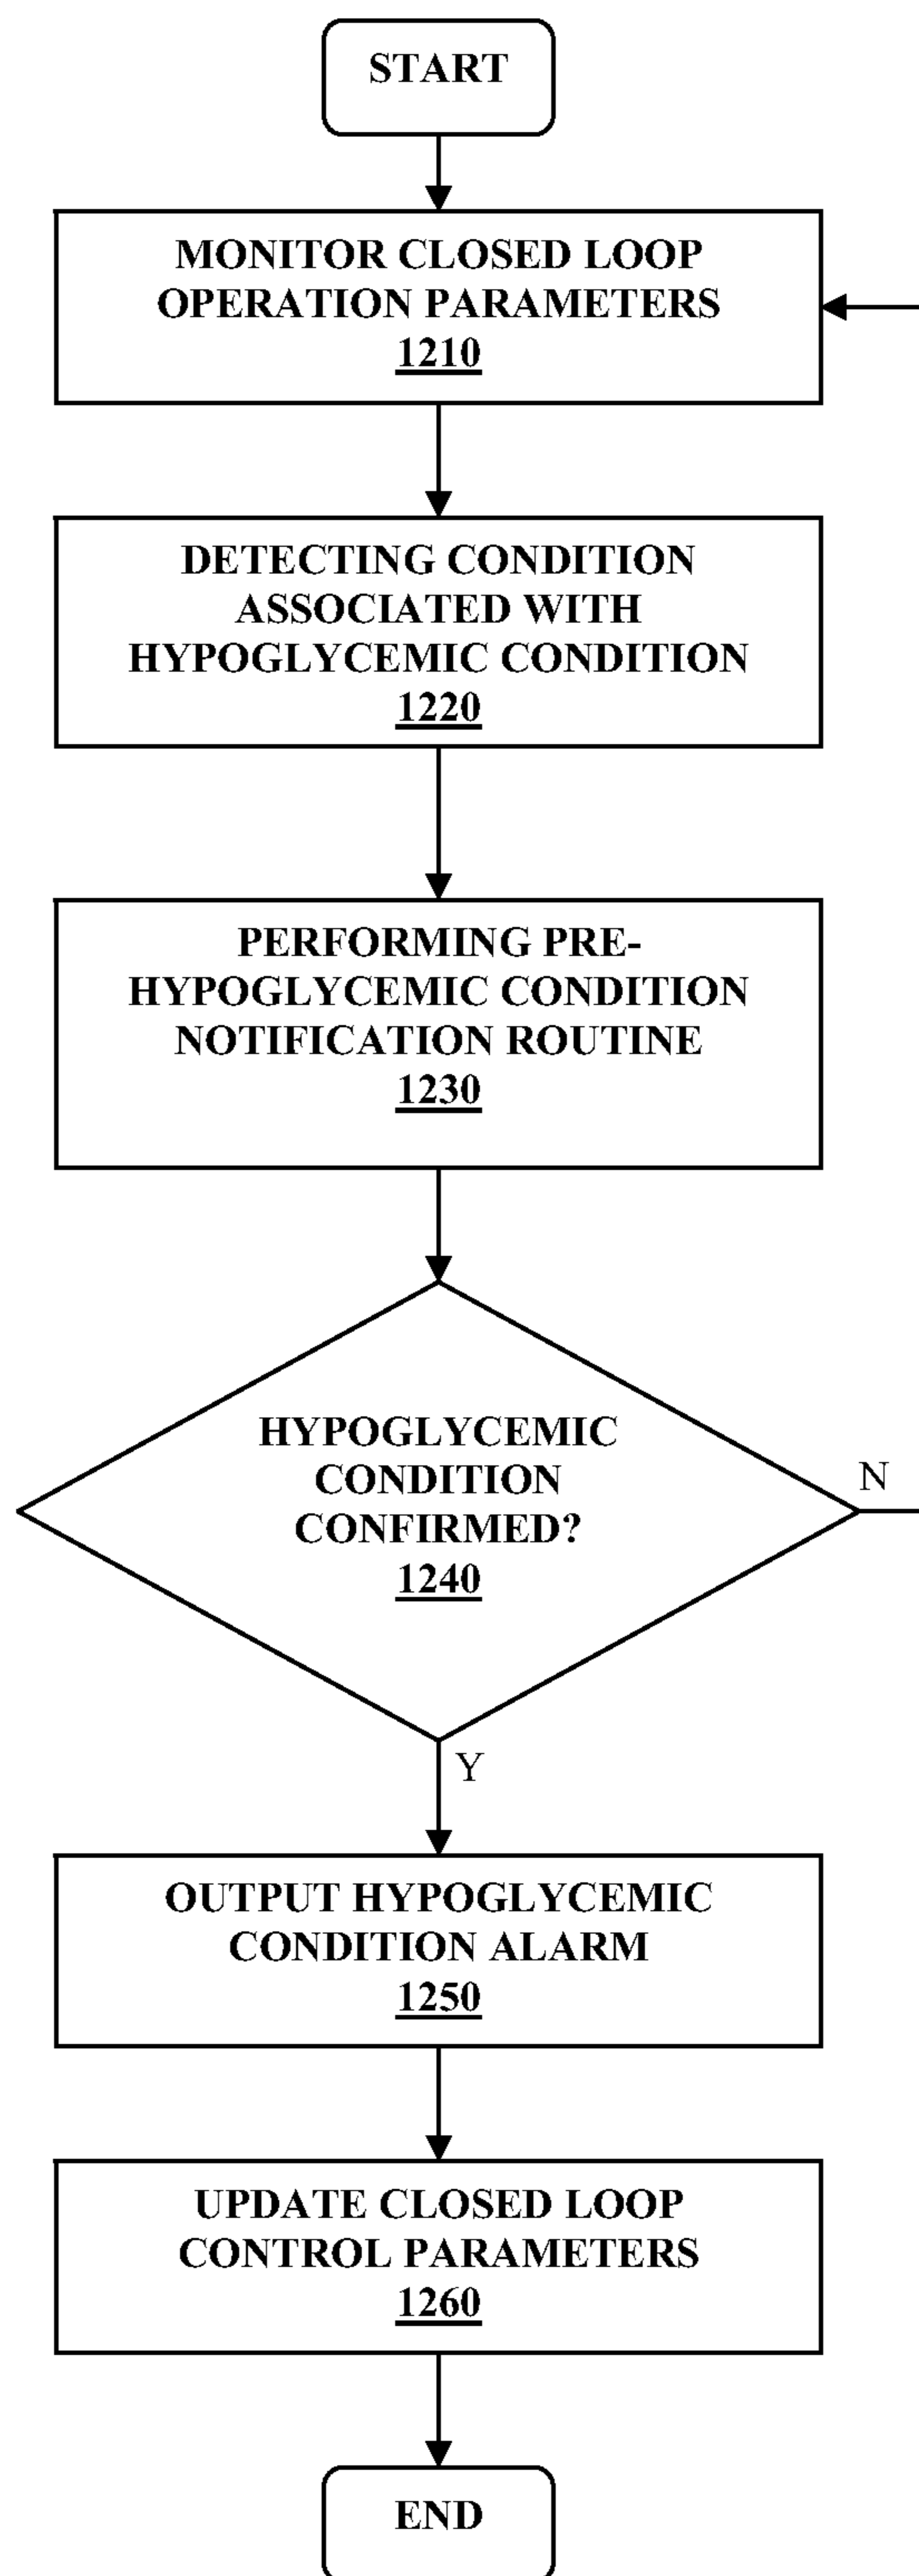 START
MONITOR CLOSED LOOP
OPERATION PARAMETERS
1210
DETECTING CONDITION
ASSOCIATED WITH
HYPOGLYCEMIC CONDITION
1220
PERFORMING PRE-
HYPOGLYCEMIC CONDITION
NOTIFICATION ROUTINE
1230
HYPOGLYCEMIC
CONDITION
CONFIRMED?
1240
N
Y
OUTPUT HYPOGLYCEMIC
CONDITION ALARM
1250
UPDATE CLOSED LOOP
CONTROL PARAMETERS
1260
END